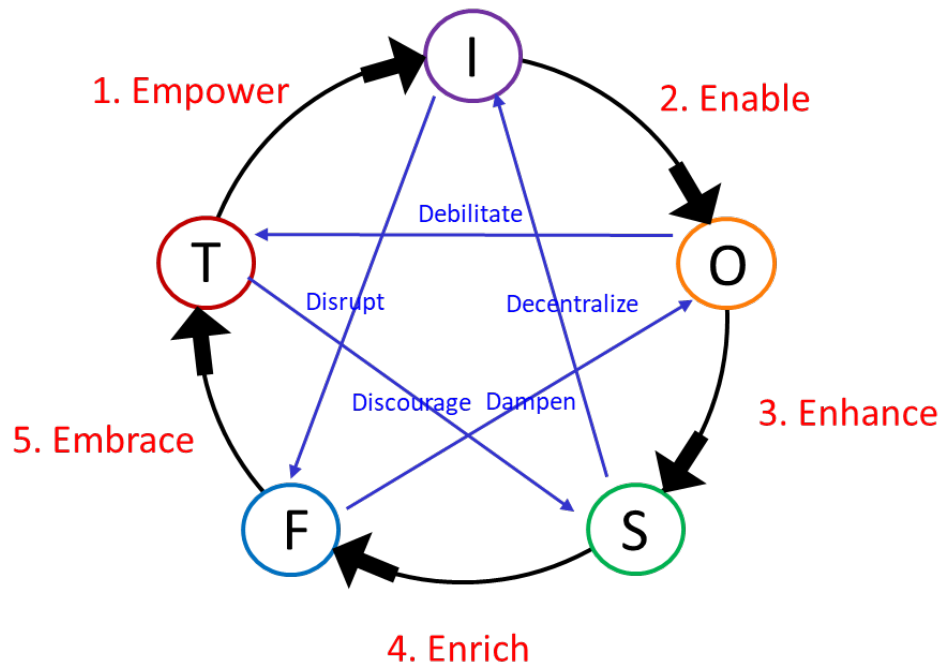 I
1. Empower
2. Enable
Debilitate
T
O
Disrupt
Decentralize
Discourage
Dampen
3. Enhance
5. Embrace
F
S
4. Enrich